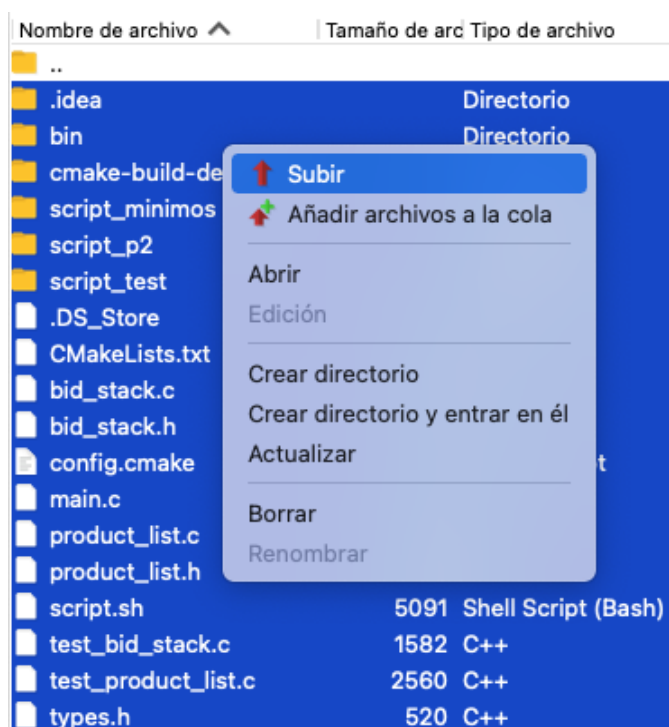 Nombre de archivo Tamaño de arc Tipo de archivo
..
.idea Directorio
bin Directorio
cmake-build-de
Subir
script_minimos
Añadir archivos a la cola
script_p2
script_test
Abrir
.DS_Store
Edición
CMakeLists.txt
Crear directorio
bid_stack.c
Crear directorio y entrar en él
bid_stack.h
Actualizar
config.cmake t
main.c
Borrar
product_list.c
Renombrar
product_list.h
script.sh 5091 Shell Script (Bash)
test_bid_stack.c 1582 C++
test_product_list.c 2560 C++
types.h 520 C++